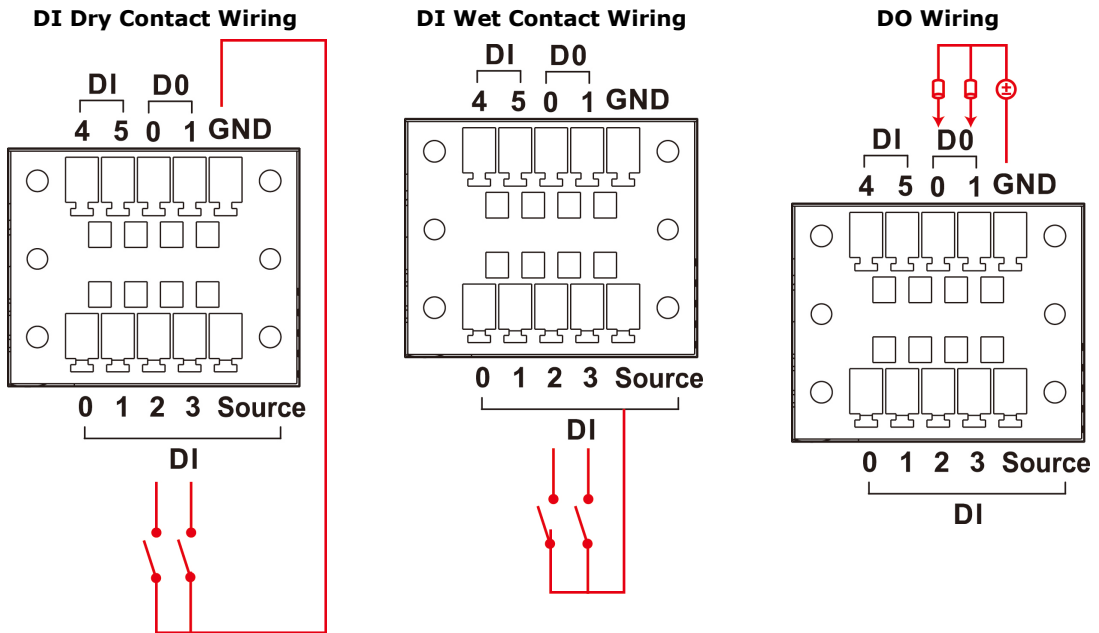 DI Dry Contact Wiring
DI D0
4 5 0 1 GND
0 1 2 3 Source
DI
DI Wet Contact Wiring
DI D0
4 5 0 1 GND
0 1 2 3 Source
DI
DO Wiring
DI D0
4 5 0 1 GND
0 1 2 3 Source
DI